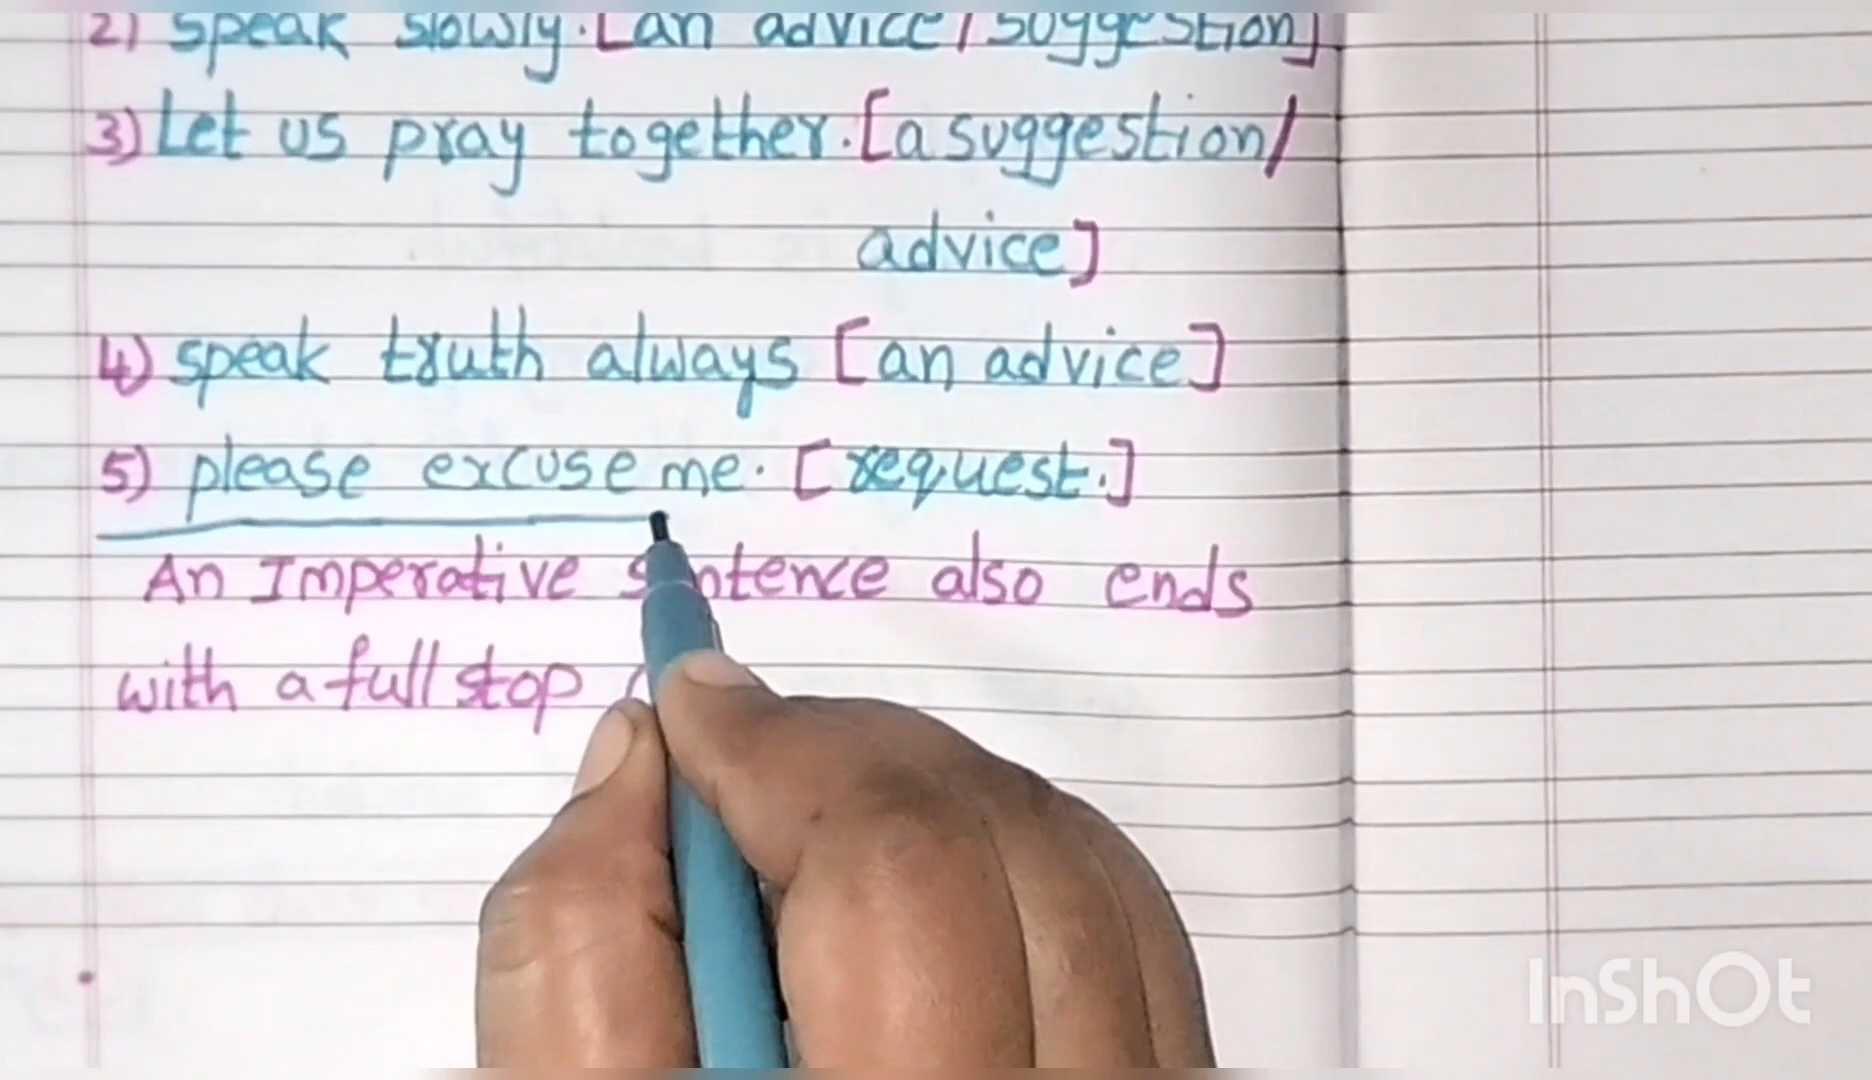 2) speak slowly. [an advice / suggestion]
3) Let us pray together. [a suggestion/
advice]
4) speak truth always [an advice]
5) please excuse me. [request.]
An Imperative sentence also ends
with a full stop (
InShOt